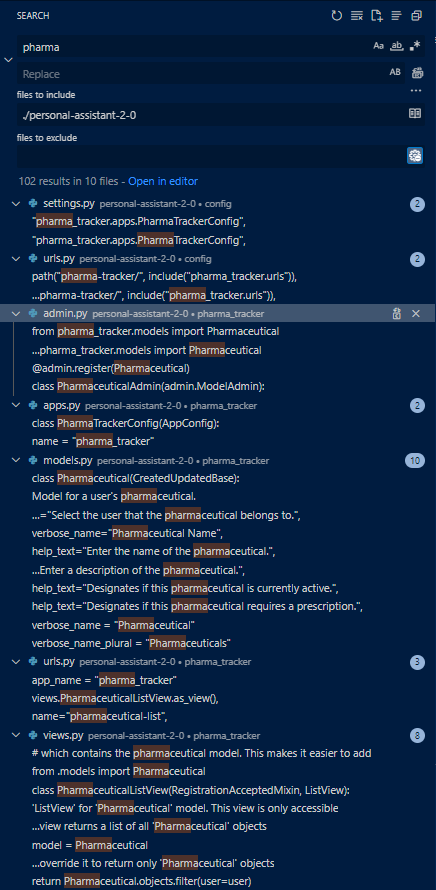 SEARCH
pharma
Aa ab .*
Replace
AB
files to include
./personal-assistant-2-0
files to exclude
102 results in 10 files - Open in editor
settings.py personal-assistant-2-0 • config 2
"pharma_tracker.apps.PharmaTrackerConfig",
"pharma_tracker.apps.PharmaTrackerConfig",
urls.py personal-assistant-2-0 • config 2
path("pharma-tracker/", include("pharma_tracker.urls")),
...pharma-tracker/", include("pharma_tracker.urls")),
admin.py personal-assistant-2-0 • pharma_tracker
from pharma_tracker.models import Pharmaceutical
...pharma_tracker.models import Pharmaceutical
@admin.register(Pharmaceutical)
class PharmaceuticalAdmin(admin.ModelAdmin):
apps.py personal-assistant-2-0 • pharma_tracker 2
class PharmaTrackerConfig(AppConfig):
name = "pharma_tracker"
models.py personal-assistant-2-0 • pharma_tracker 10
class Pharmaceutical(CreatedUpdatedBase):
Model for a user's pharmaceutical.
...="Select the user that the pharmaceutical belongs to.",
verbose_name="Pharmaceutical Name",
help_text="Enter the name of the pharmaceutical.",
...Enter a description of the pharmaceutical.",
help_text="Designates if this pharmaceutical is currently active.",
help_text="Designates if this pharmaceutical requires a prescription.",
verbose_name = "Pharmaceutical"
verbose_name_plural = "Pharmaceuticals"
urls.py personal-assistant-2-0 • pharma_tracker 3
app_name = "pharma_tracker"
views.PharmaceuticalListView.as_view(),
name="pharmaceutical-list",
views.py personal-assistant-2-0 • pharma_tracker 8
# which contains the pharmaceutical model. This makes it easier to add
from .models import Pharmaceutical
class PharmaceuticalListView(RegistrationAcceptedMixin, ListView):
'ListView' for 'Pharmaceutical' model. This view is only accessible
...view returns a list of all 'Pharmaceutical' objects
model = Pharmaceutical
...override it to return only 'Pharmaceutical' objects
return Pharmaceutical.objects.filter(user=user)